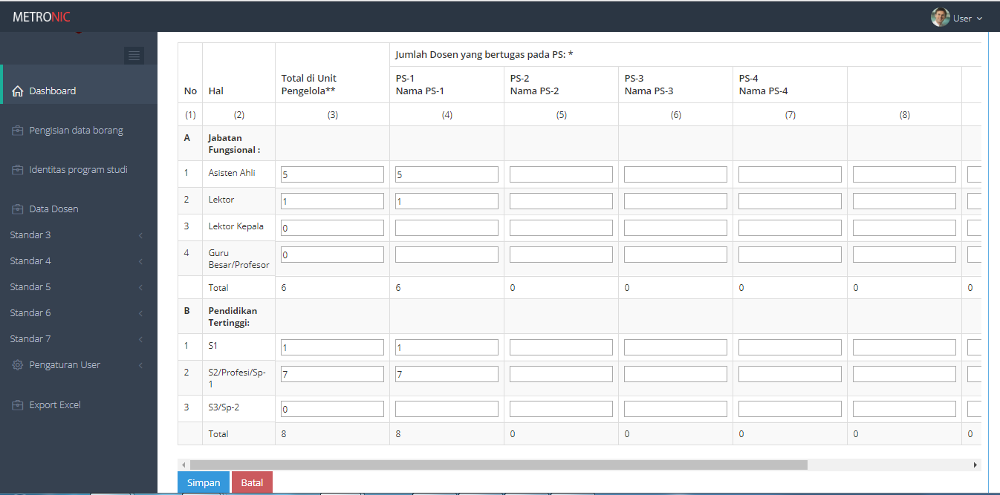 METRONIC
User
Dashboard
Pengisian data borang
Identitas program studi
Data Dosen
Standar 3
Standar 4
Standar 5
Standar 6
Standar 7
Pengaturan User
Export Excel
Jumlah Dosen yang bertugas pada PS: *
No Hal Total di Unit Pengelola** PS-1 Nama PS-1 PS-2 Nama PS-2 PS-3 Nama PS-3 PS-4 Nama PS-4
(1) (2) (3) (4) (5) (6) (7) (8)
A Jabatan
Fungsional :
1 Asisten Ahli 5 5
2 Lektor 1 1
3 Lektor Kepala 0
4 Guru 0
Besar/Profesor
Total 6 6 0 0 0 0 0
B Pendidikan
Tertinggi:
1 S1 1 1
2 S2/Profesi/Sp- 7 7
1
3 S3/Sp-2 0
Total 8 8 0 0 0 0 0
Simpan Batal